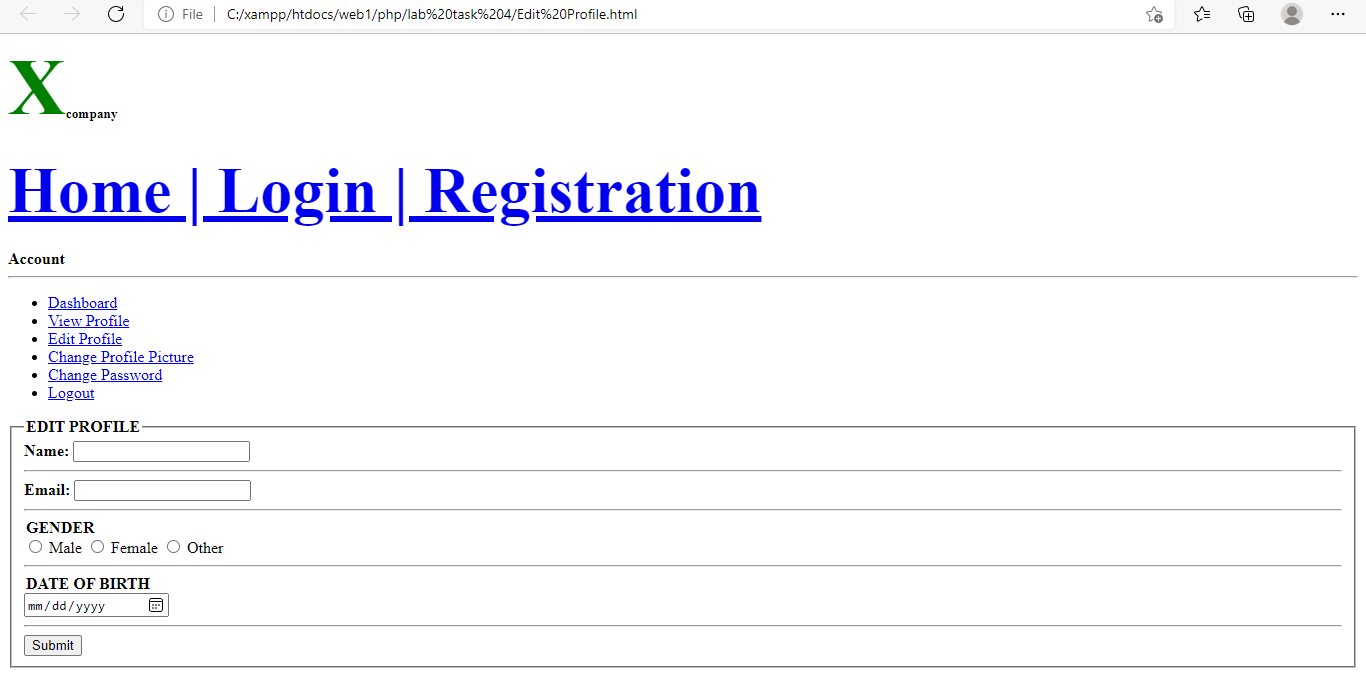 File | C:/xampp/htdocs/web1/php/lab%20task%204/Edit%20Profile.html
Xcompany
Home | Login | Registration
Account
Dashboard
View Profile
Edit Profile
Change Profile Picture
Change Password
Logout
EDIT PROFILE
Name:
Email:
GENDER
Male Female Other
DATE OF BIRTH
mm/dd/yyyy
Submit